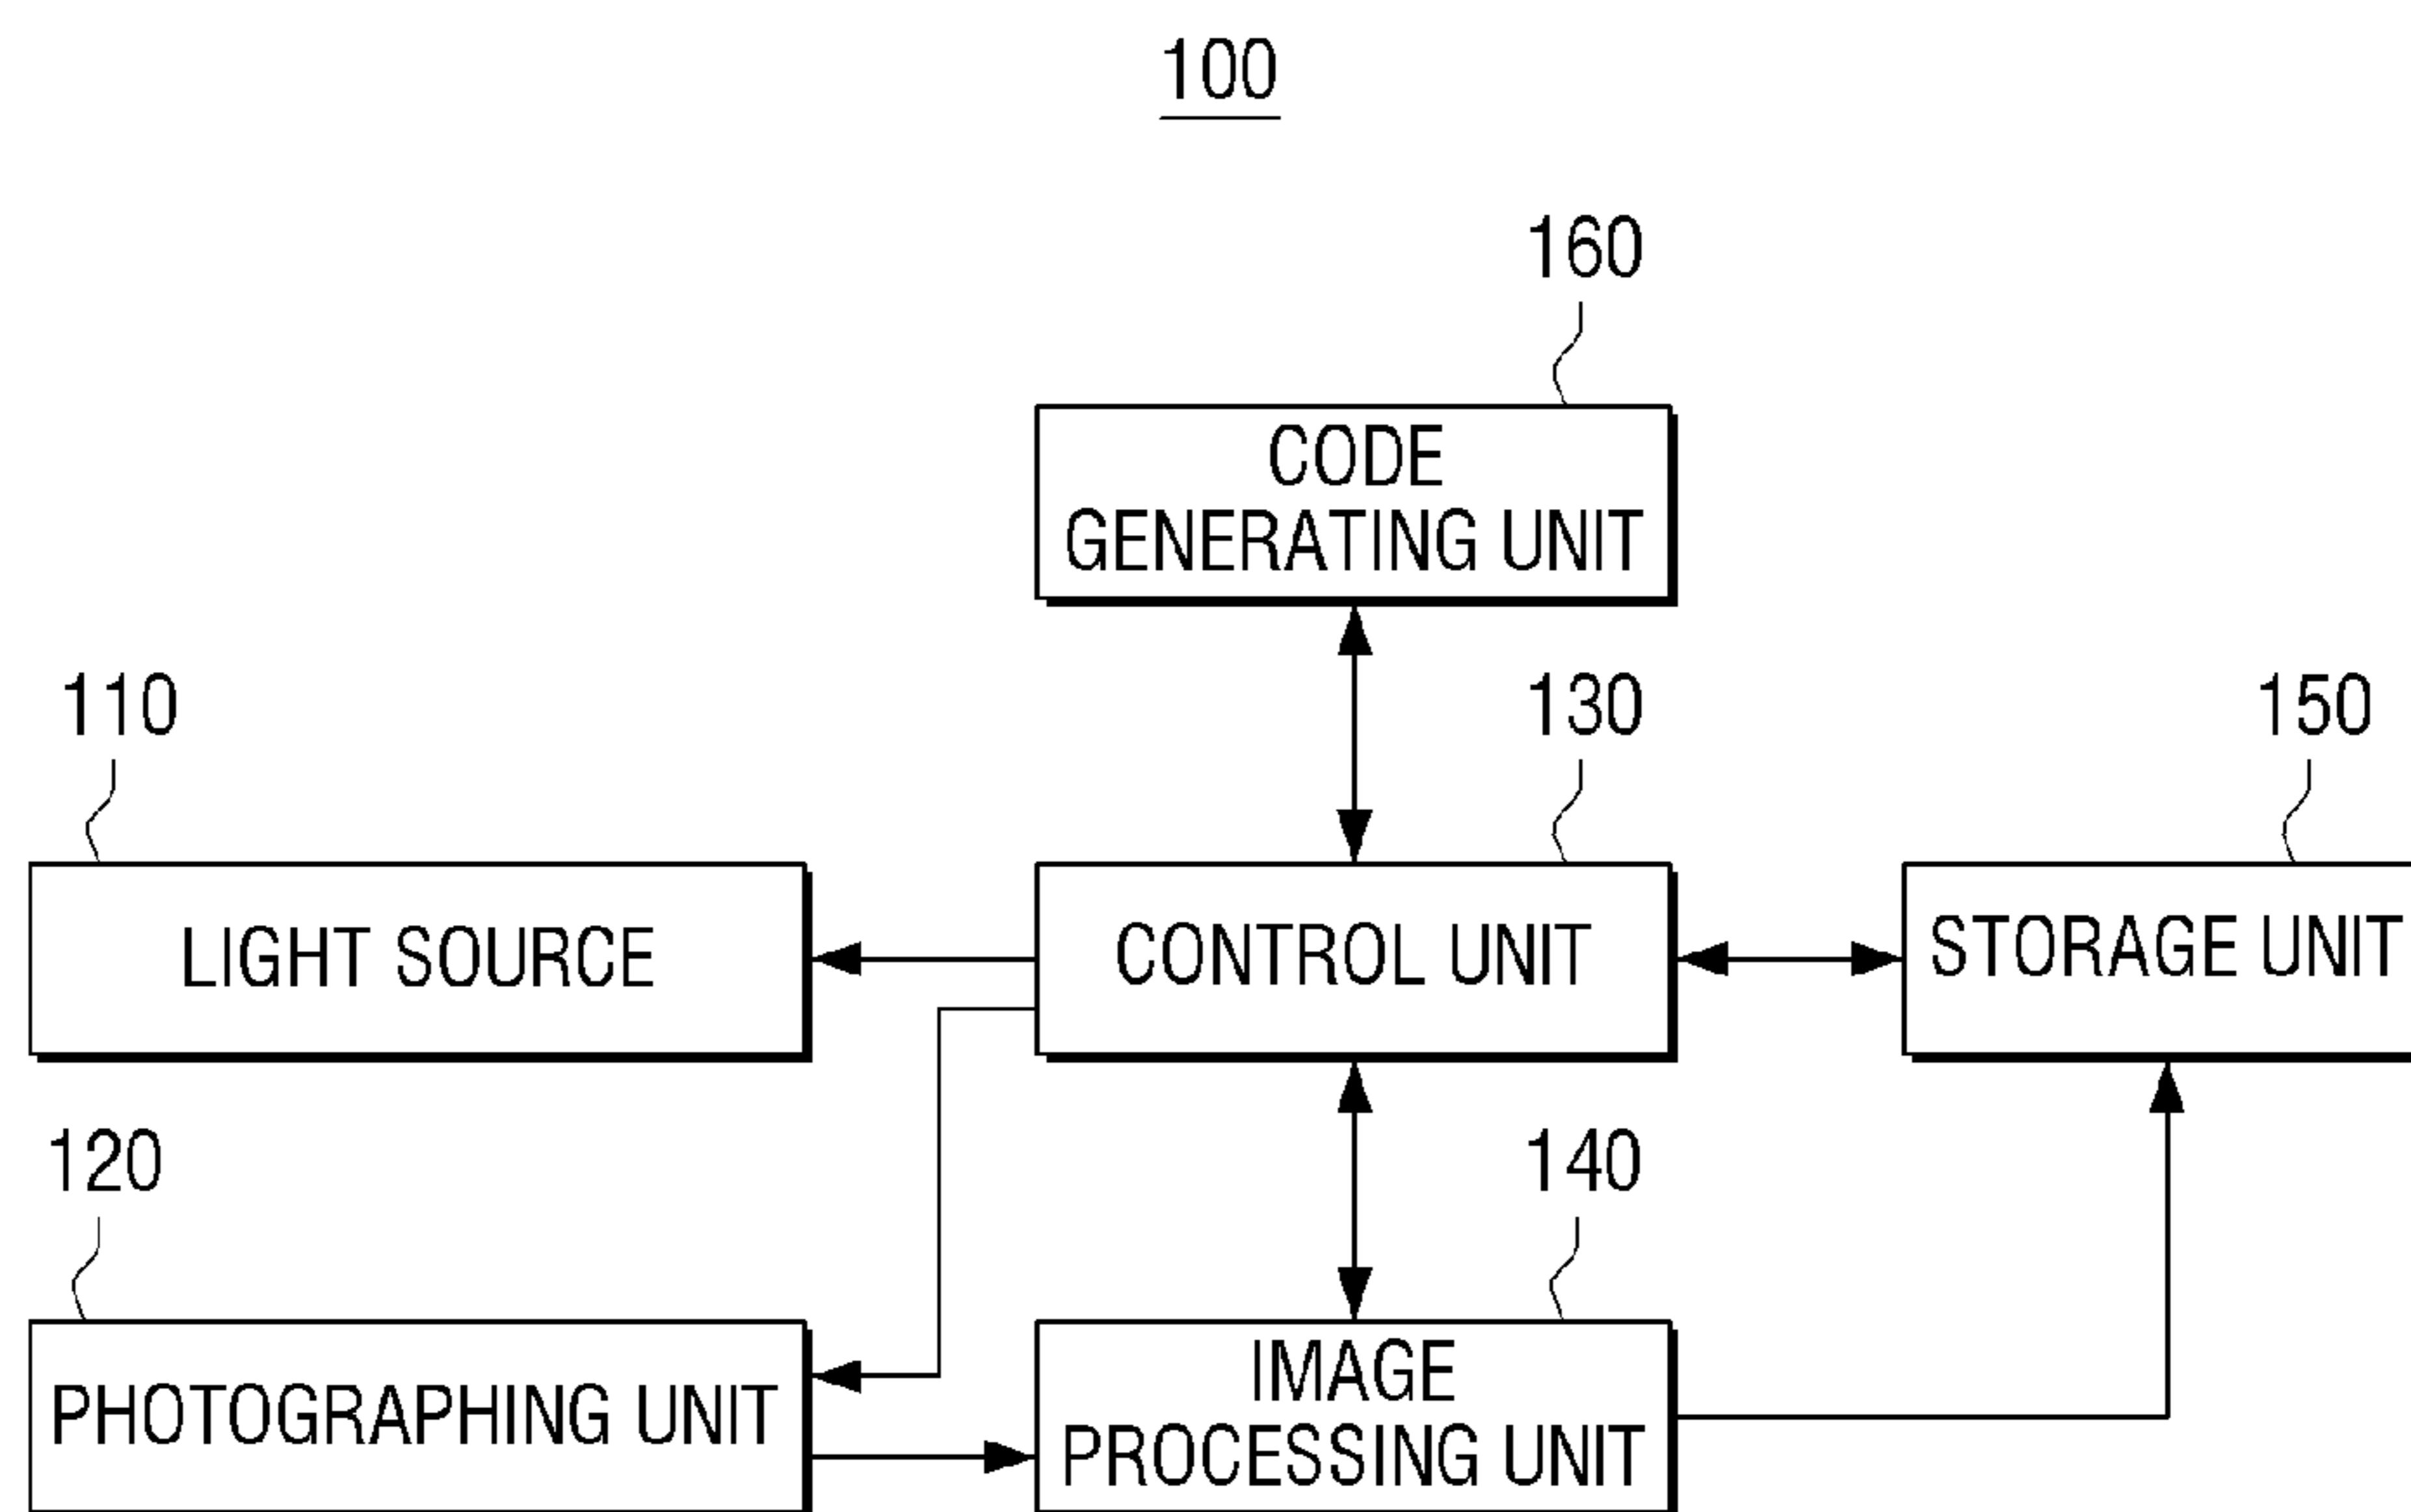 100
160
CODE
GENERATING UNIT
110
130
150
LIGHT SOURCE
CONTROL UNIT
STORAGE UNIT
120
140
PHOTOGRAPHING UNIT
IMAGE
PROCESSING UNIT